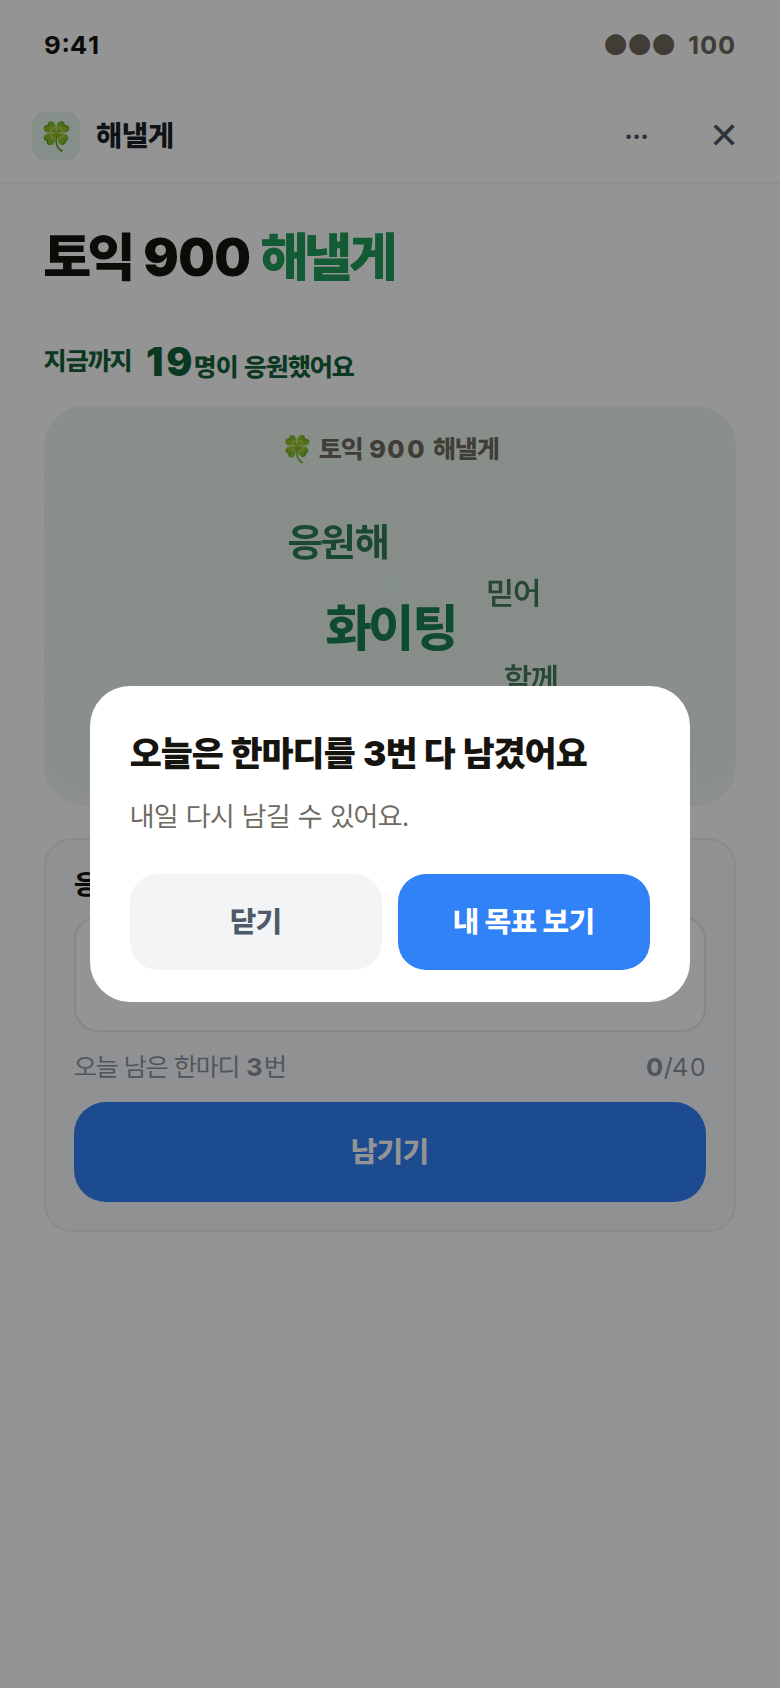 9:41
100
해낼게
토익 900 해낼게
지금까지 19명이 응원했어요
토익 900 해낼게
응원해
믿어
화이팅
함께
오늘은 한마디를 3번 다 남겼어요
내일 다시 남길 수 있어요.
닫기
내 목표 보기
오늘 남은 한마디 3번
0/40
남기기